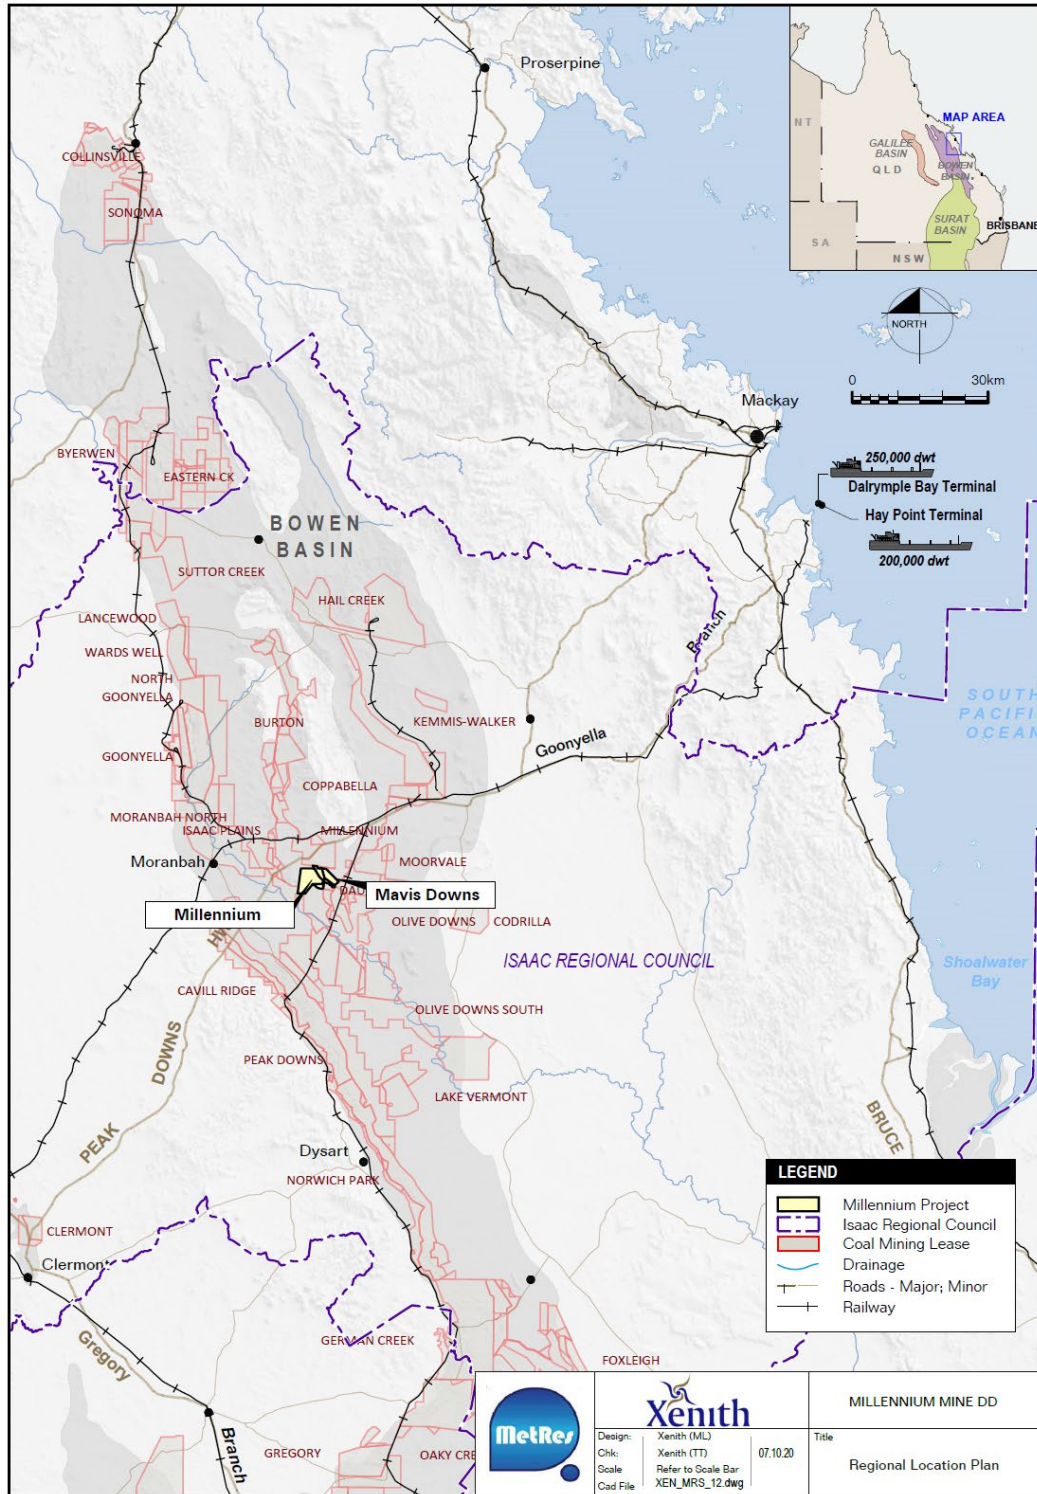 Proserpine
NT
QLD
SA
NSW
GALILEE
BASIN
MAP AREA
BOWEN
BASIN
SURAT
BASIN
BRISBANE
COLLINSVILLE
SONOMA
NORTH
0
30km
Mackay
250,000 dwt
Dalrymple Bay Terminal
Hay Point Terminal
200,000 dwt
BYERWEN
EASTERN CK
BOWEN
BASIN
SUTTOR CREEK
HAIL CREEK
LANCEWOOD
WARDS WELL
NORTH
GOONYELLA
BURTON
KEMMIS-WALKER
Branch
Goonyella
SOUTH
PACIFI
OCEAN
GOONYELLA
COPPABELLA
MORANBAH NORTH
ISAAC PLAINS
MILLENNIUM
Moranbah
MOORVALE
DAU
Mavis Downs
Millennium
OLIVE DOWNS
CODRILLA
HW
ISAAC REGIONAL COUNCIL
Shoalwater
Bay
CAVILL RIDGE
OLIVE DOWNS SOUTH
DOWNS
PEAK DOWNS
LAKE VERMONT
PEAK
BRUCE
Dysart
NORWICH PARK
CLERMONT
Clermont
Gregory
Branch
GERMAN CREEK
FOXLEIGH
GREGORY
OAKY CRE
LEGEND
Millennium Project
Isaac Regional Council
Coal Mining Lease
Drainage
Roads - Major; Minor
Railway
MetRes
Xenith
MILLENNIUM MINE DD
Design: Xenith (ML)
Chk: Xenith (TT) 07.10.20
Scale Refer to Scale Bar
Cad File XEN_MRS_12.dwg
Title
Regional Location Plan